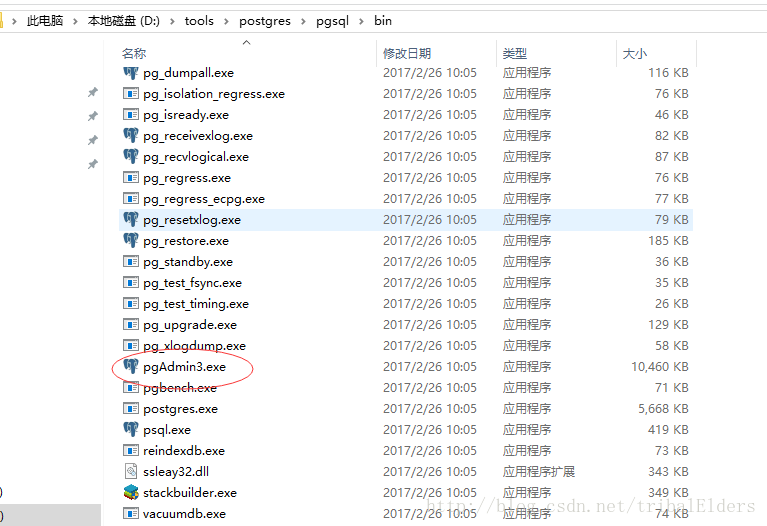 此电脑 > 本地磁盘 (D:) > tools > postgres > pgsql > bin
名称 修改日期 类型 大小
pg_dumpall.exe 2017/2/26 10:05 应用程序 116 KB
pg_isolation_regress.exe 2017/2/26 10:05 应用程序 76 KB
pg_isready.exe 2017/2/26 10:05 应用程序 46 KB
pg_receivexlog.exe 2017/2/26 10:05 应用程序 82 KB
pg_recvlogical.exe 2017/2/26 10:05 应用程序 87 KB
pg_regress.exe 2017/2/26 10:05 应用程序 76 KB
pg_regress_ecpg.exe 2017/2/26 10:05 应用程序 77 KB
pg_resetxlog.exe 2017/2/26 10:05 应用程序 79 KB
pg_restore.exe 2017/2/26 10:05 应用程序 185 KB
pg_standby.exe 2017/2/26 10:05 应用程序 36 KB
pg_test_fsync.exe 2017/2/26 10:05 应用程序 35 KB
pg_test_timing.exe 2017/2/26 10:05 应用程序 26 KB
pg_upgrade.exe 2017/2/26 10:05 应用程序 129 KB
pg_xlogdump.exe 2017/2/26 10:05 应用程序 58 KB
pgAdmin3.exe 2017/2/26 10:05 应用程序 10,460 KB
pgbench.exe 2017/2/26 10:05 应用程序 71 KB
postgres.exe 2017/2/26 10:05 应用程序 5,668 KB
psql.exe 2017/2/26 10:05 应用程序 419 KB
reindexdb.exe 2017/2/26 10:05 应用程序 73 KB
ssleay32.dll 2017/2/26 10:05 应用程序扩展 343 KB
stackbuilder.exe 2017/2/26 10:05 应用程序 349 KB
http://blog.csdn.net/tribalElders
vacuumdb.exe 2017/2/26 10:05 应用程序 74 KB